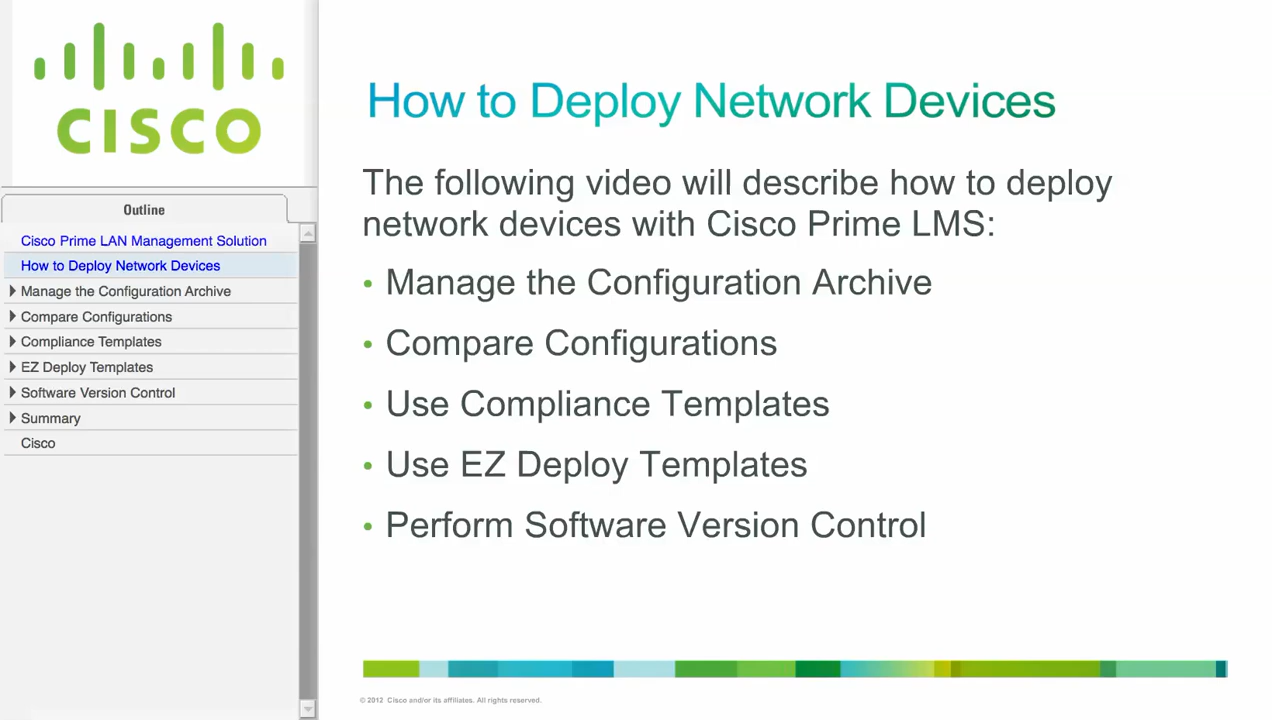 CISCO
Outline
Cisco Prime LAN Management Solution
How to Deploy Network Devices
Manage the Configuration Archive
Compare Configurations
Compliance Templates
EZ Deploy Templates
Software Version Control
Summary
Cisco
How to Deploy Network Devices
The following video will describe how to deploy
network devices with Cisco Prime LMS:
• Manage the Configuration Archive
• Compare Configurations
• Use Compliance Templates
• Use EZ Deploy Templates
• Perform Software Version Control
© 2012 Cisco and/or its affiliates. All rights reserved.